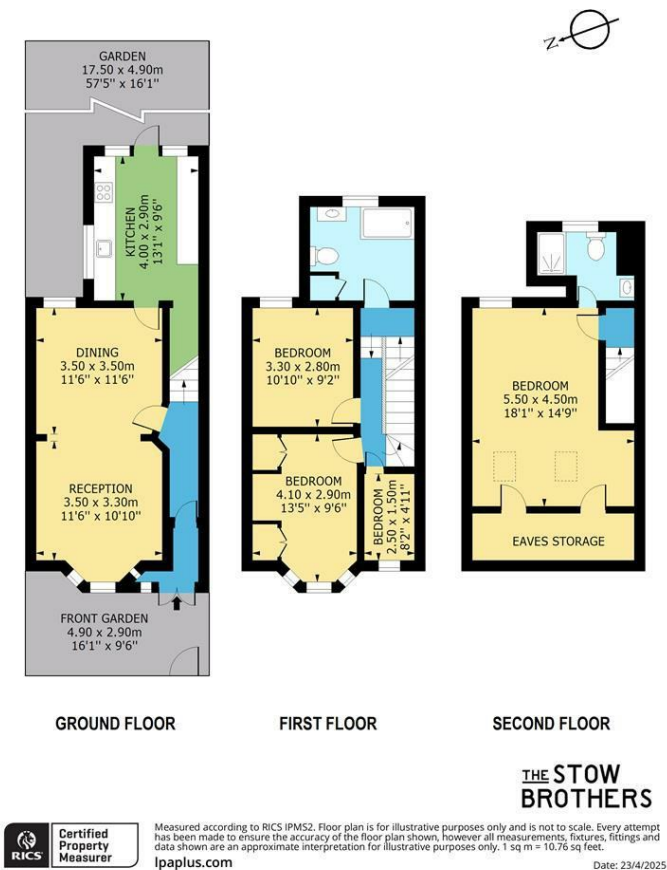 N
GARDEN
17.50 x 4.90m
57'5" x 16'1"
KITCHEN
4.00 x 2.90m
13'1" x 9'6"
DINING
3.50 x 3.50m
11'6" x 11'6"
RECEPTION
3.50 x 3.30m
11'6" x 10'10"
FRONT GARDEN
4.90 x 2.90m
16'1" x 9'6"
BEDROOM
3.30 x 2.80m
10'10" x 9'2"
BEDROOM
4.10 x 2.90m
13'5" x 9'6"
BEDROOM
2.50 x 1.50m
8'2" x 4'11"
BEDROOM
5.50 x 4.50m
18'1" x 14'9"
EAVES STORAGE
GROUND FLOOR
FIRST FLOOR
SECOND FLOOR
THE STOW
BROTHERS
RICS
Certified
Property
Measurer
Measured according to RICS IPMS2. Floor plan is for illustrative purposes only and is not to scale. Every attempt
has been made to ensure the accuracy of the floor plan shown, however all measurements, fixtures, fittings and
data shown are an approximate interpretation for illustrative purposes only. 1 sq m = 10.76 sq feet.
lpaplus.com
Date: 23/4/2025